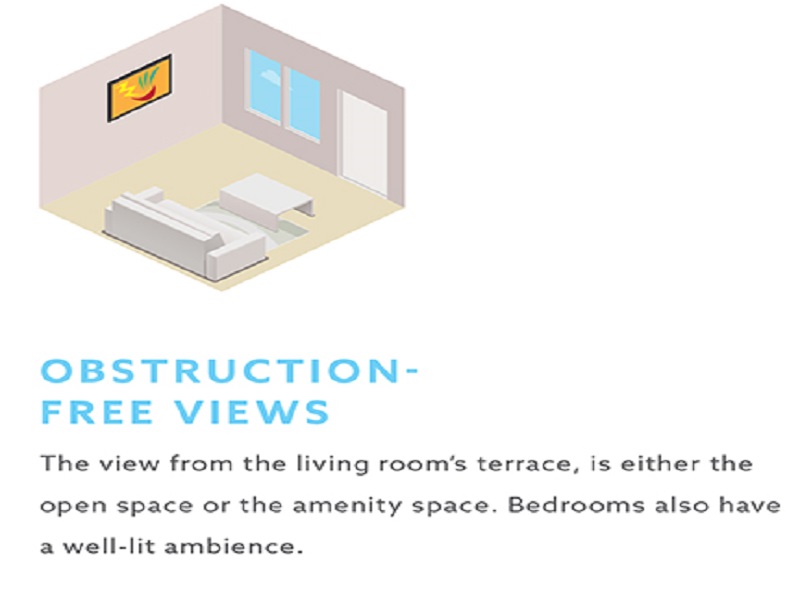 OBSTRUCTION-
FREE VIEWS
The view from the living room's terrace, is either the
open space or the amenity space. Bedrooms also have
a well-lit ambience.